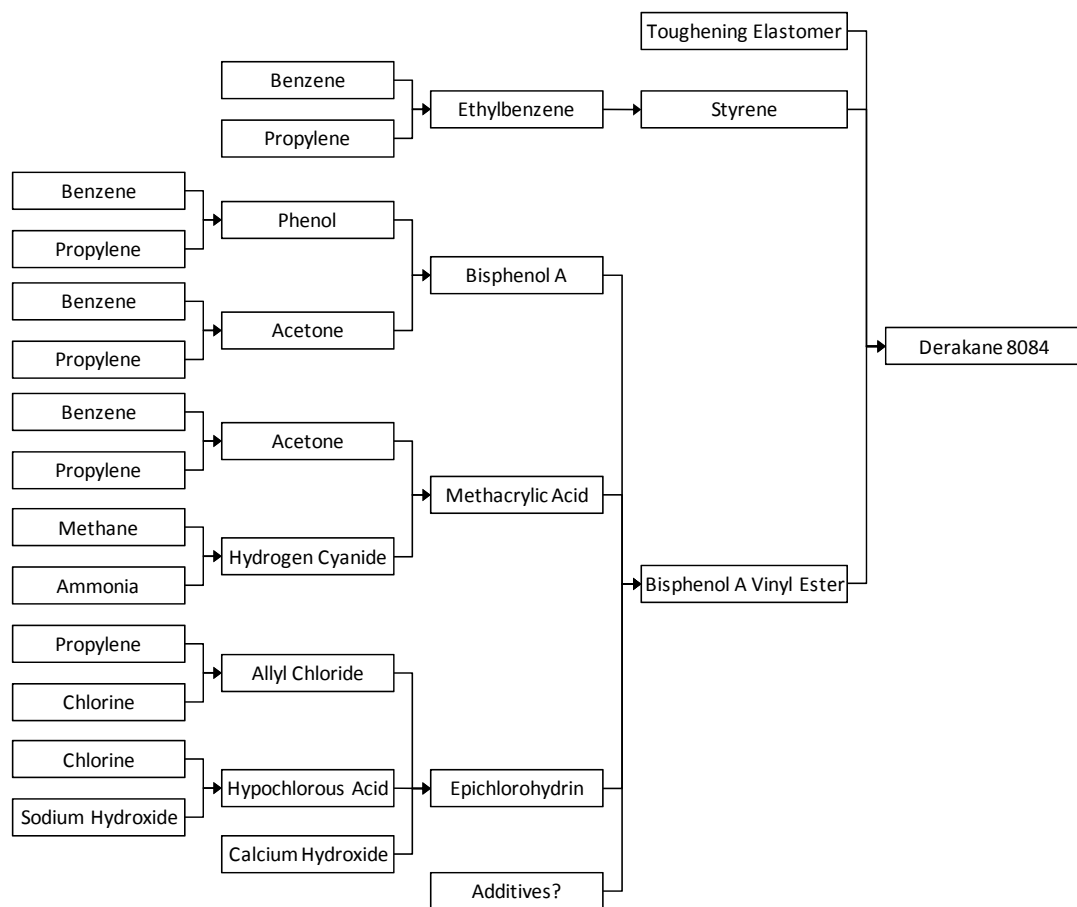 Toughening Elastomer
Benzene
Ethylbenzene
Styrene
Propylene
Benzene
Phenol
Propylene
Bisphenol A
Benzene
Acetone
Propylene
Derakane 8084
Benzene
Acetone
Propylene
Methacrylic Acid
Methane
Hydrogen Cyanide
Ammonia
Bisphenol A Vinyl Ester
Propylene
Allyl Chloride
Chlorine
Chlorine
Hypochlorous Acid
Epichlorohydrin
Sodium Hydroxide
Calcium Hydroxide
Additives?